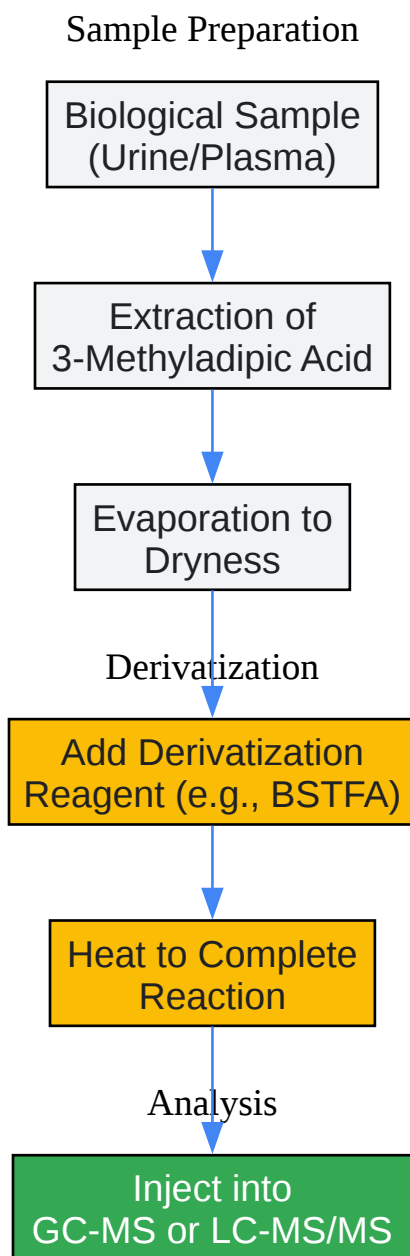 Sample Preparation
Biological Sample
(Urine/Plasma)
Extraction of
3-Methyladipic Acid
Evaporation to
Dryness
Derivatization
Add Derivatization
Reagent (e.g., BSTFA)
Heat to Complete
Reaction
Analysis
Inject into
GC-MS or LC-MS/MS